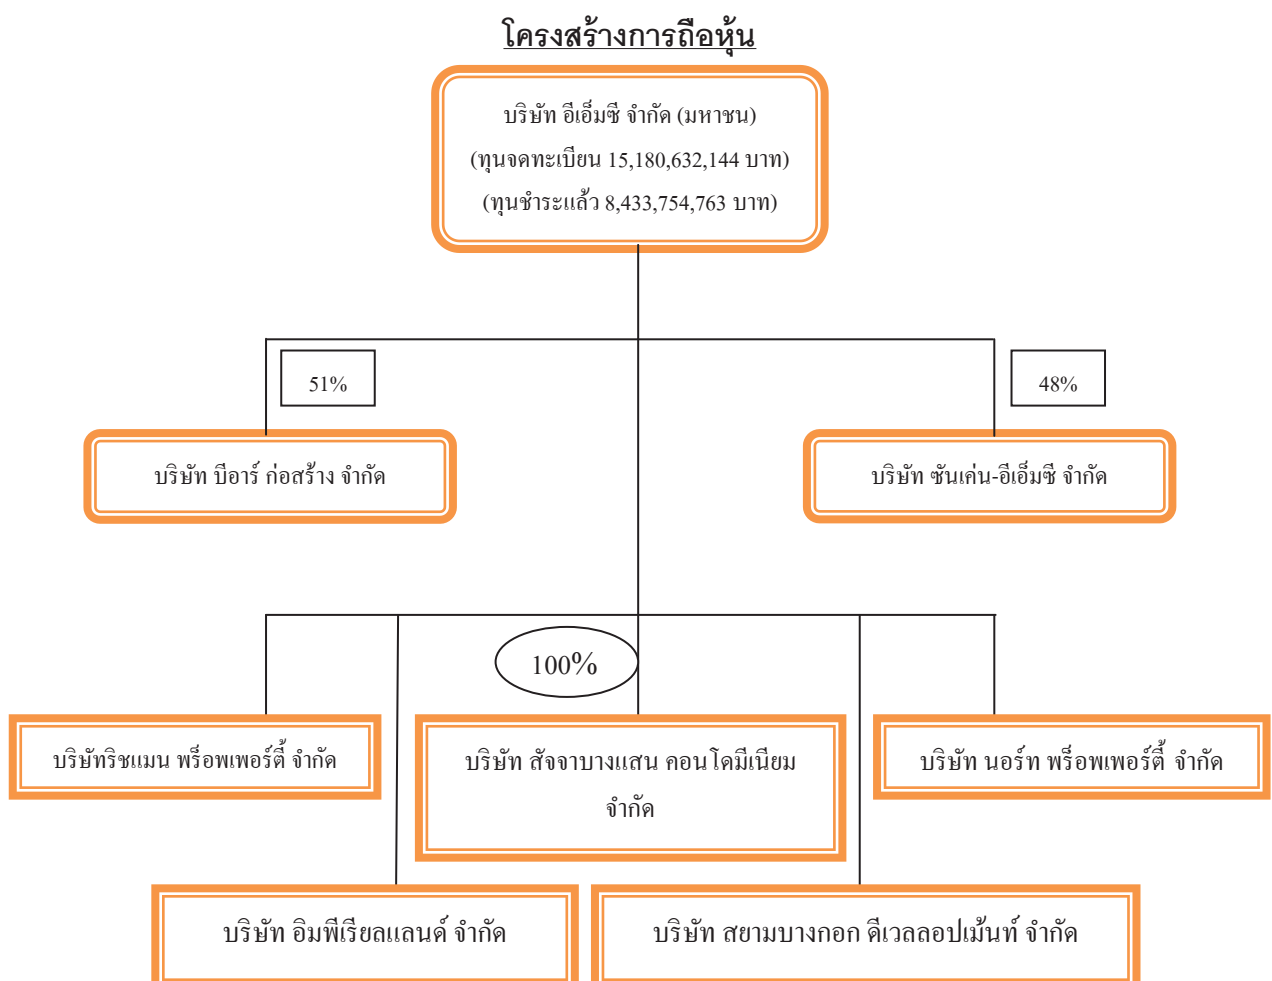 โครงสร้างการถือหุ้น
บริษัท อีเอ็มซี จำกัด (มหาชน)
(ทุนจดทะเบียน 15,180,632,144 บาท)
(ทุนชำระแล้ว 8,433,754,763 บาท)
51%
48%
บริษัท บีอาร์ ก่อสร้าง จำกัด
บริษัท ซันเค่น-อีเอ็มซี จำกัด
100%
บริษัทริชแมน พร็อพเพอร์ตี้ จำกัด
บริษัท สัจจาบางแสน คอนโดมีเนียม
จำกัด
บริษัท นอร์ท พร็อพเพอร์ตี้ จำกัด
บริษัท อิมพีเรียลแลนด์ จำกัด
บริษัท สยามบางกอก ดีเวลลอปเม้นท์ จำกัด